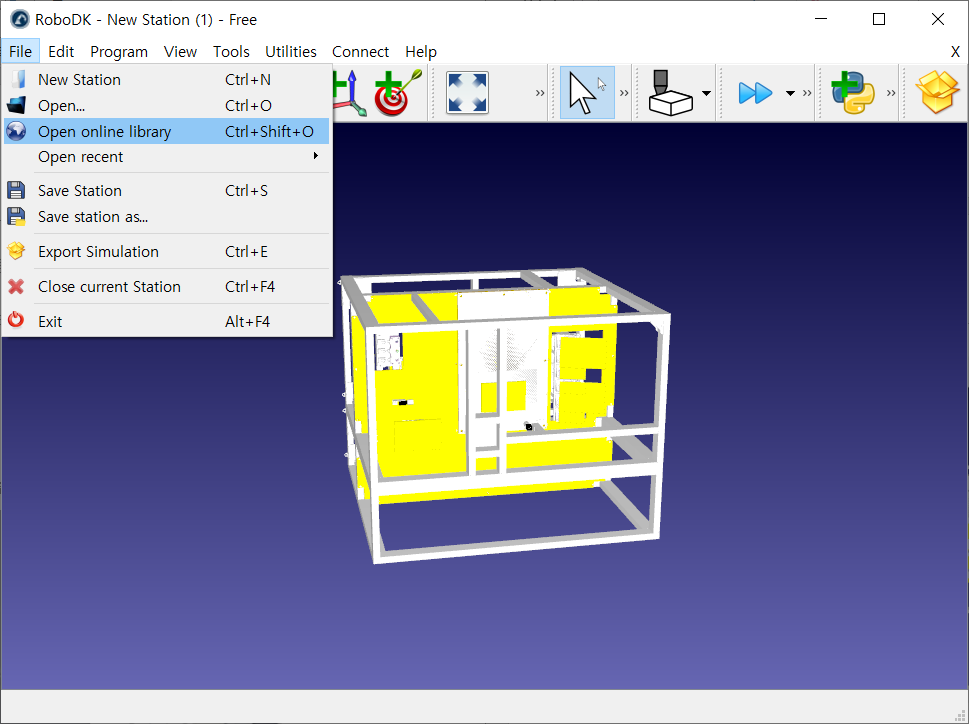 RoboDK - New Station (1) - Free
File Edit Program View Tools Utilities Connect Help X
New Station Ctrl+N
Open... Ctrl+O
Open online library Ctrl+Shift+O
Open recent
Save Station Ctrl+S
Save station as...
Export Simulation Ctrl+E
Close current Station Ctrl+F4
Exit Alt+F4